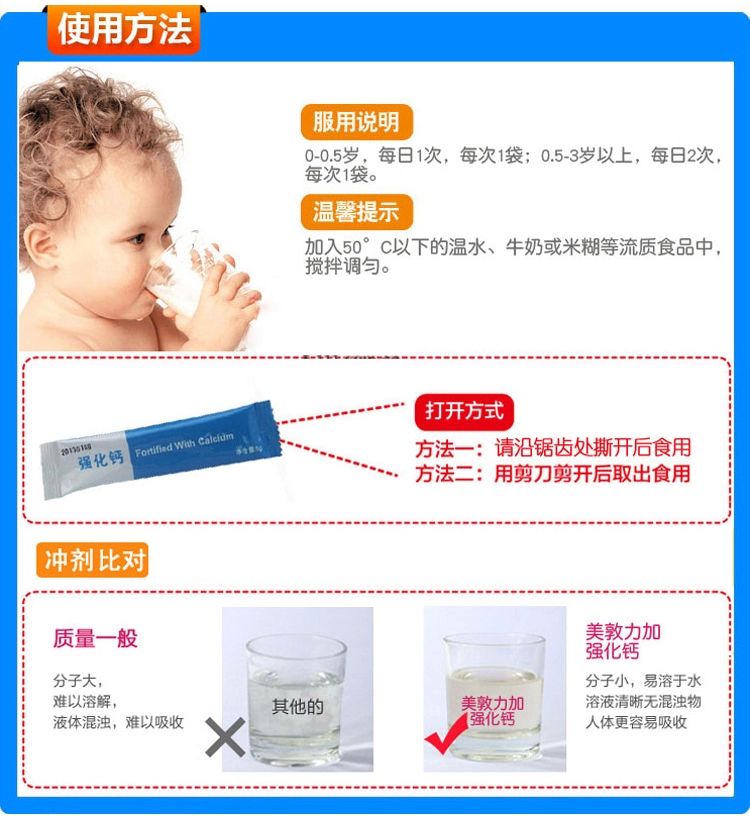 使用方法
服用说明
0-0.5岁，每日1次，每次1袋；0.5-3岁以上，每日2次，
每次1袋。
温馨提示
加入50°C以下的温水、牛奶或米糊等流质食品中，
搅拌调匀。
强化钙
Fortified With Calcium
打开方式
方法一：请沿锯齿处撕开后食用
方法二：用剪刀剪开后取出食用
冲剂比对
质量一般
分子大，
难以溶解，
液体混浊，难以吸收
其他的
美敦力加
强化钙
美敦力加
强化钙
分子小，易溶于水
溶液清晰无混浊物
人体更容易吸收